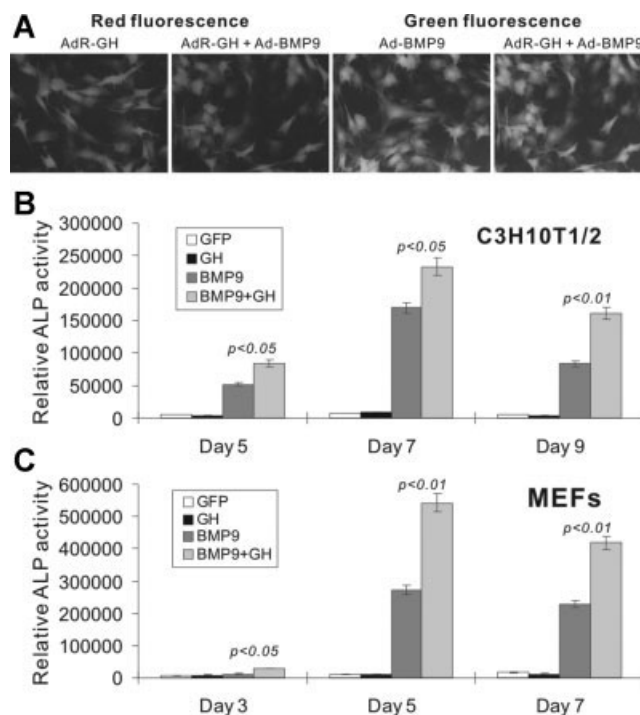 A
Red fluorescence Green fluorescence
AdR-GH AdR-GH + Ad-BMP9 Ad-BMP9 AdR-GH + Ad-BMP9
B
C3H10T1/2
Relative ALP activity
300000
250000
200000
150000
100000
50000
0
GFP
GH
BMP9
BMP9+GH
p<0.05
p<0.05
p<0.01
Day 5 Day 7 Day 9
C
MEFs
Relative ALP activity
600000
500000
400000
300000
200000
100000
0
GFP
GH
BMP9
BMP9+GH
p<0.05
p<0.01
p<0.01
Day 3 Day 5 Day 7